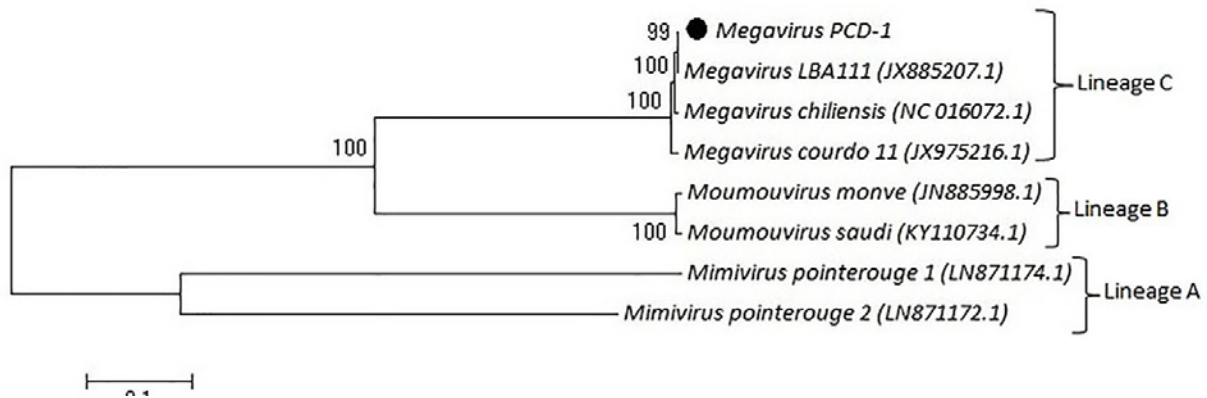 99
Megavirus PCD-1
100
Megavirus LBA111 (JX885207.1)
Lineage C
100
Megavirus chiliensis (NC 016072.1)
100
Megavirus courdo 11 (JX975216.1)
Moumouvirus monve (JN885998.1)
Lineage B
100
Moumouvirus saudi (KY110734.1)
Mimivirus pointerouge 1 (LN871174.1)
Lineage A
Mimivirus pointerouge 2 (LN871172.1)
0.1